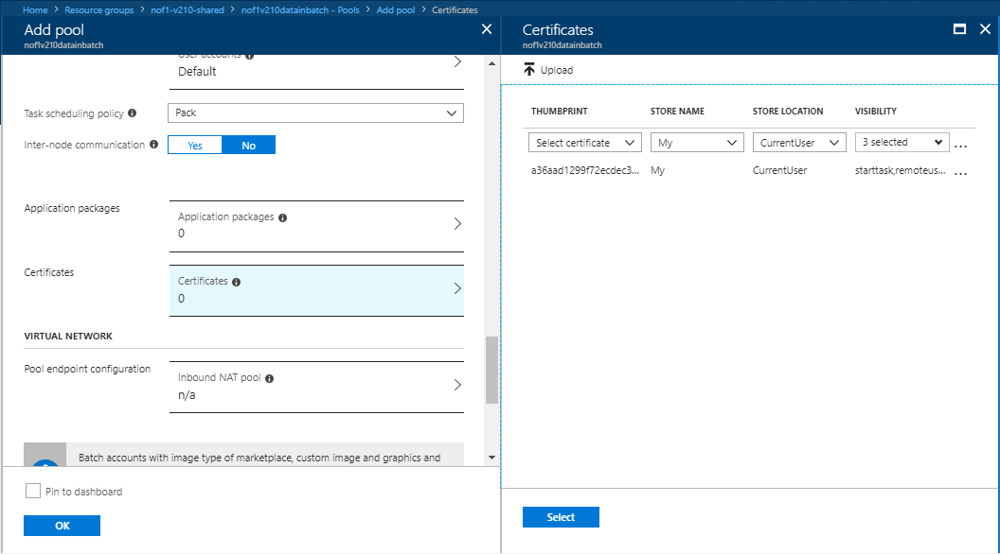 Home > Resource groups > nof1-v210-shared > nof1v210datainbatch - Pools > Add pool > Certificates
Add pool
nof1v210datainbatch
User accounts
Default
Task scheduling policy
Pack
Inter-node communication
Yes No
Application packages
Application packages
0
Certificates
Certificates
0
VIRTUAL NETWORK
Pool endpoint configuration
Inbound NAT pool
n/a
Batch accounts with image type of marketplace, custom image and graphics and
Pin to dashboard
OK
Certificates
nof1v210datainbatch
Upload
THUMBPRINT STORE NAME STORE LOCATION VISIBILITY
Select certificate My CurrentUser 3 selected ...
a36aad1299f72ecdec3... My CurrentUser starttask,remoteus... ...
Select